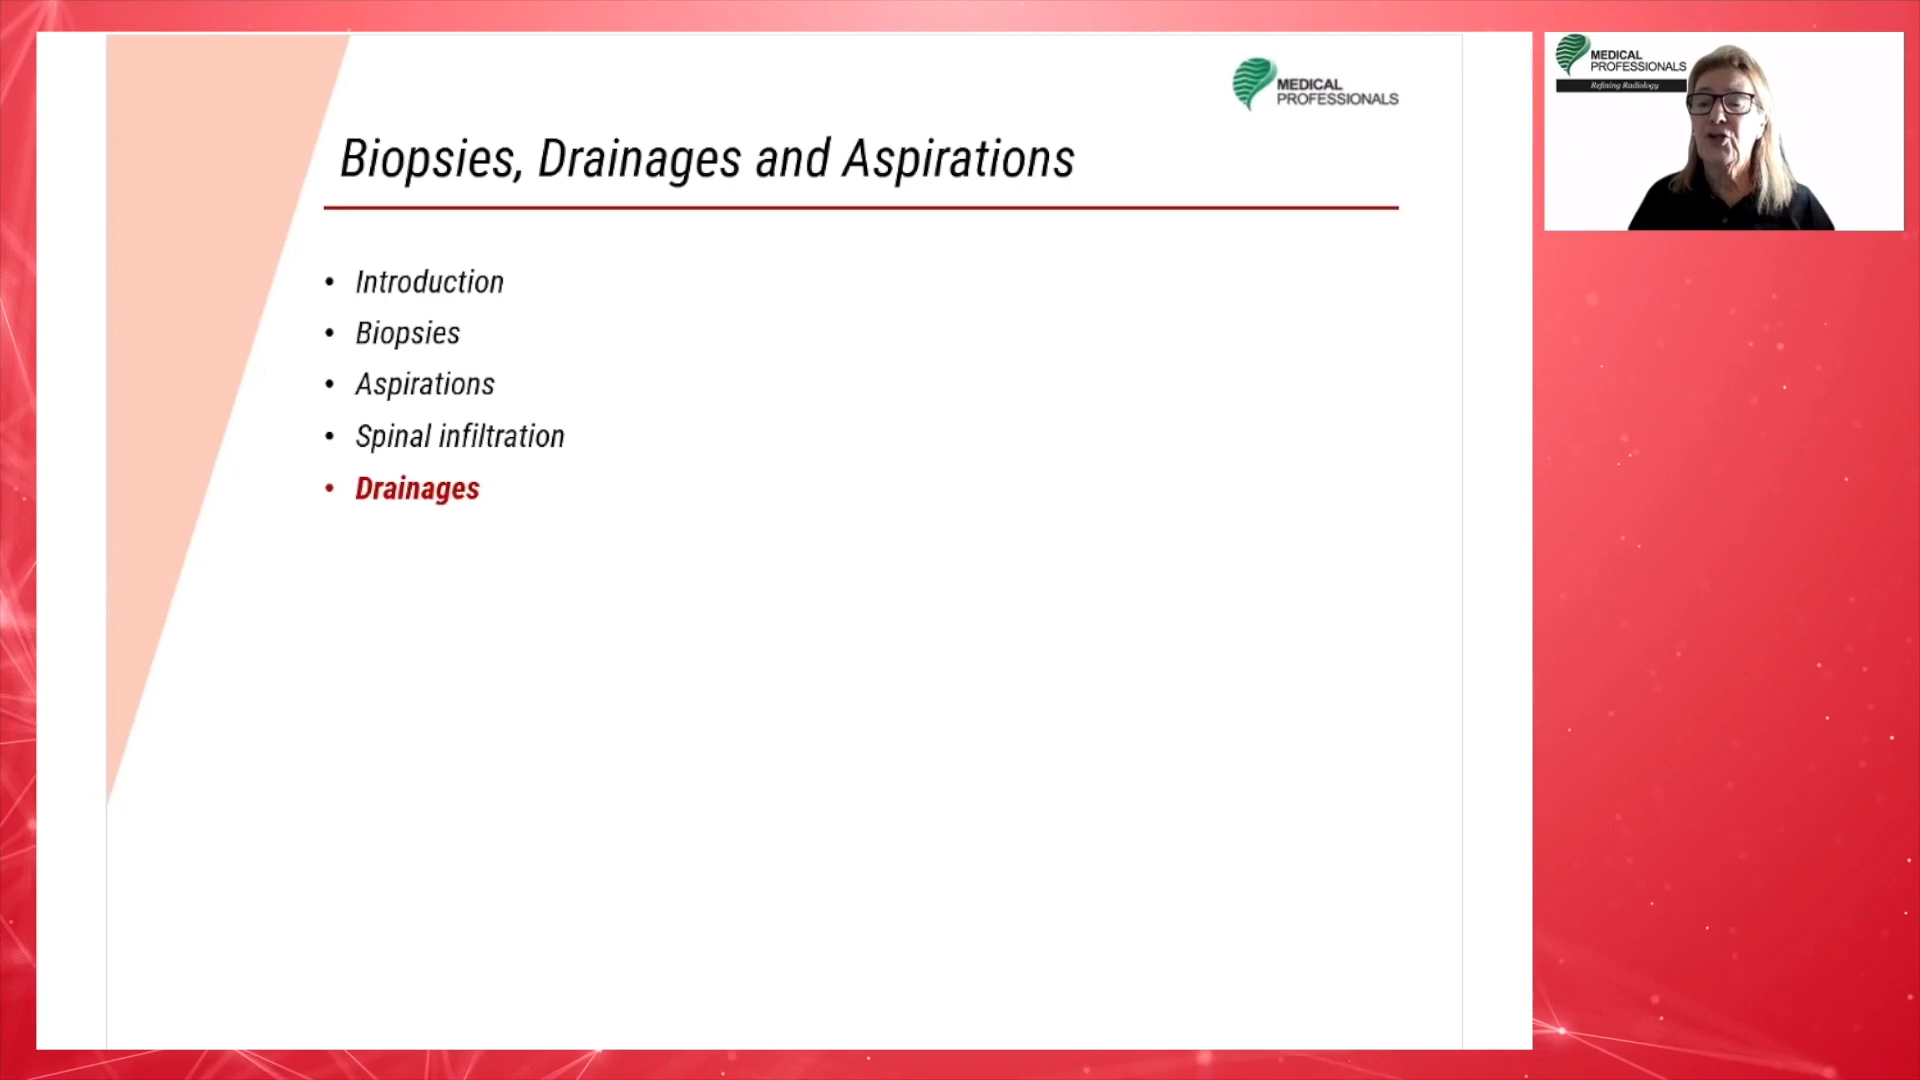 MEDICAL
PROFESSIONALS
Biopsies, Drainages and Aspirations
• Introduction
• Biopsies
• Aspirations
• Spinal infiltration
• Drainages
MEDICAL
PROFESSIONALS
Refining Radiology